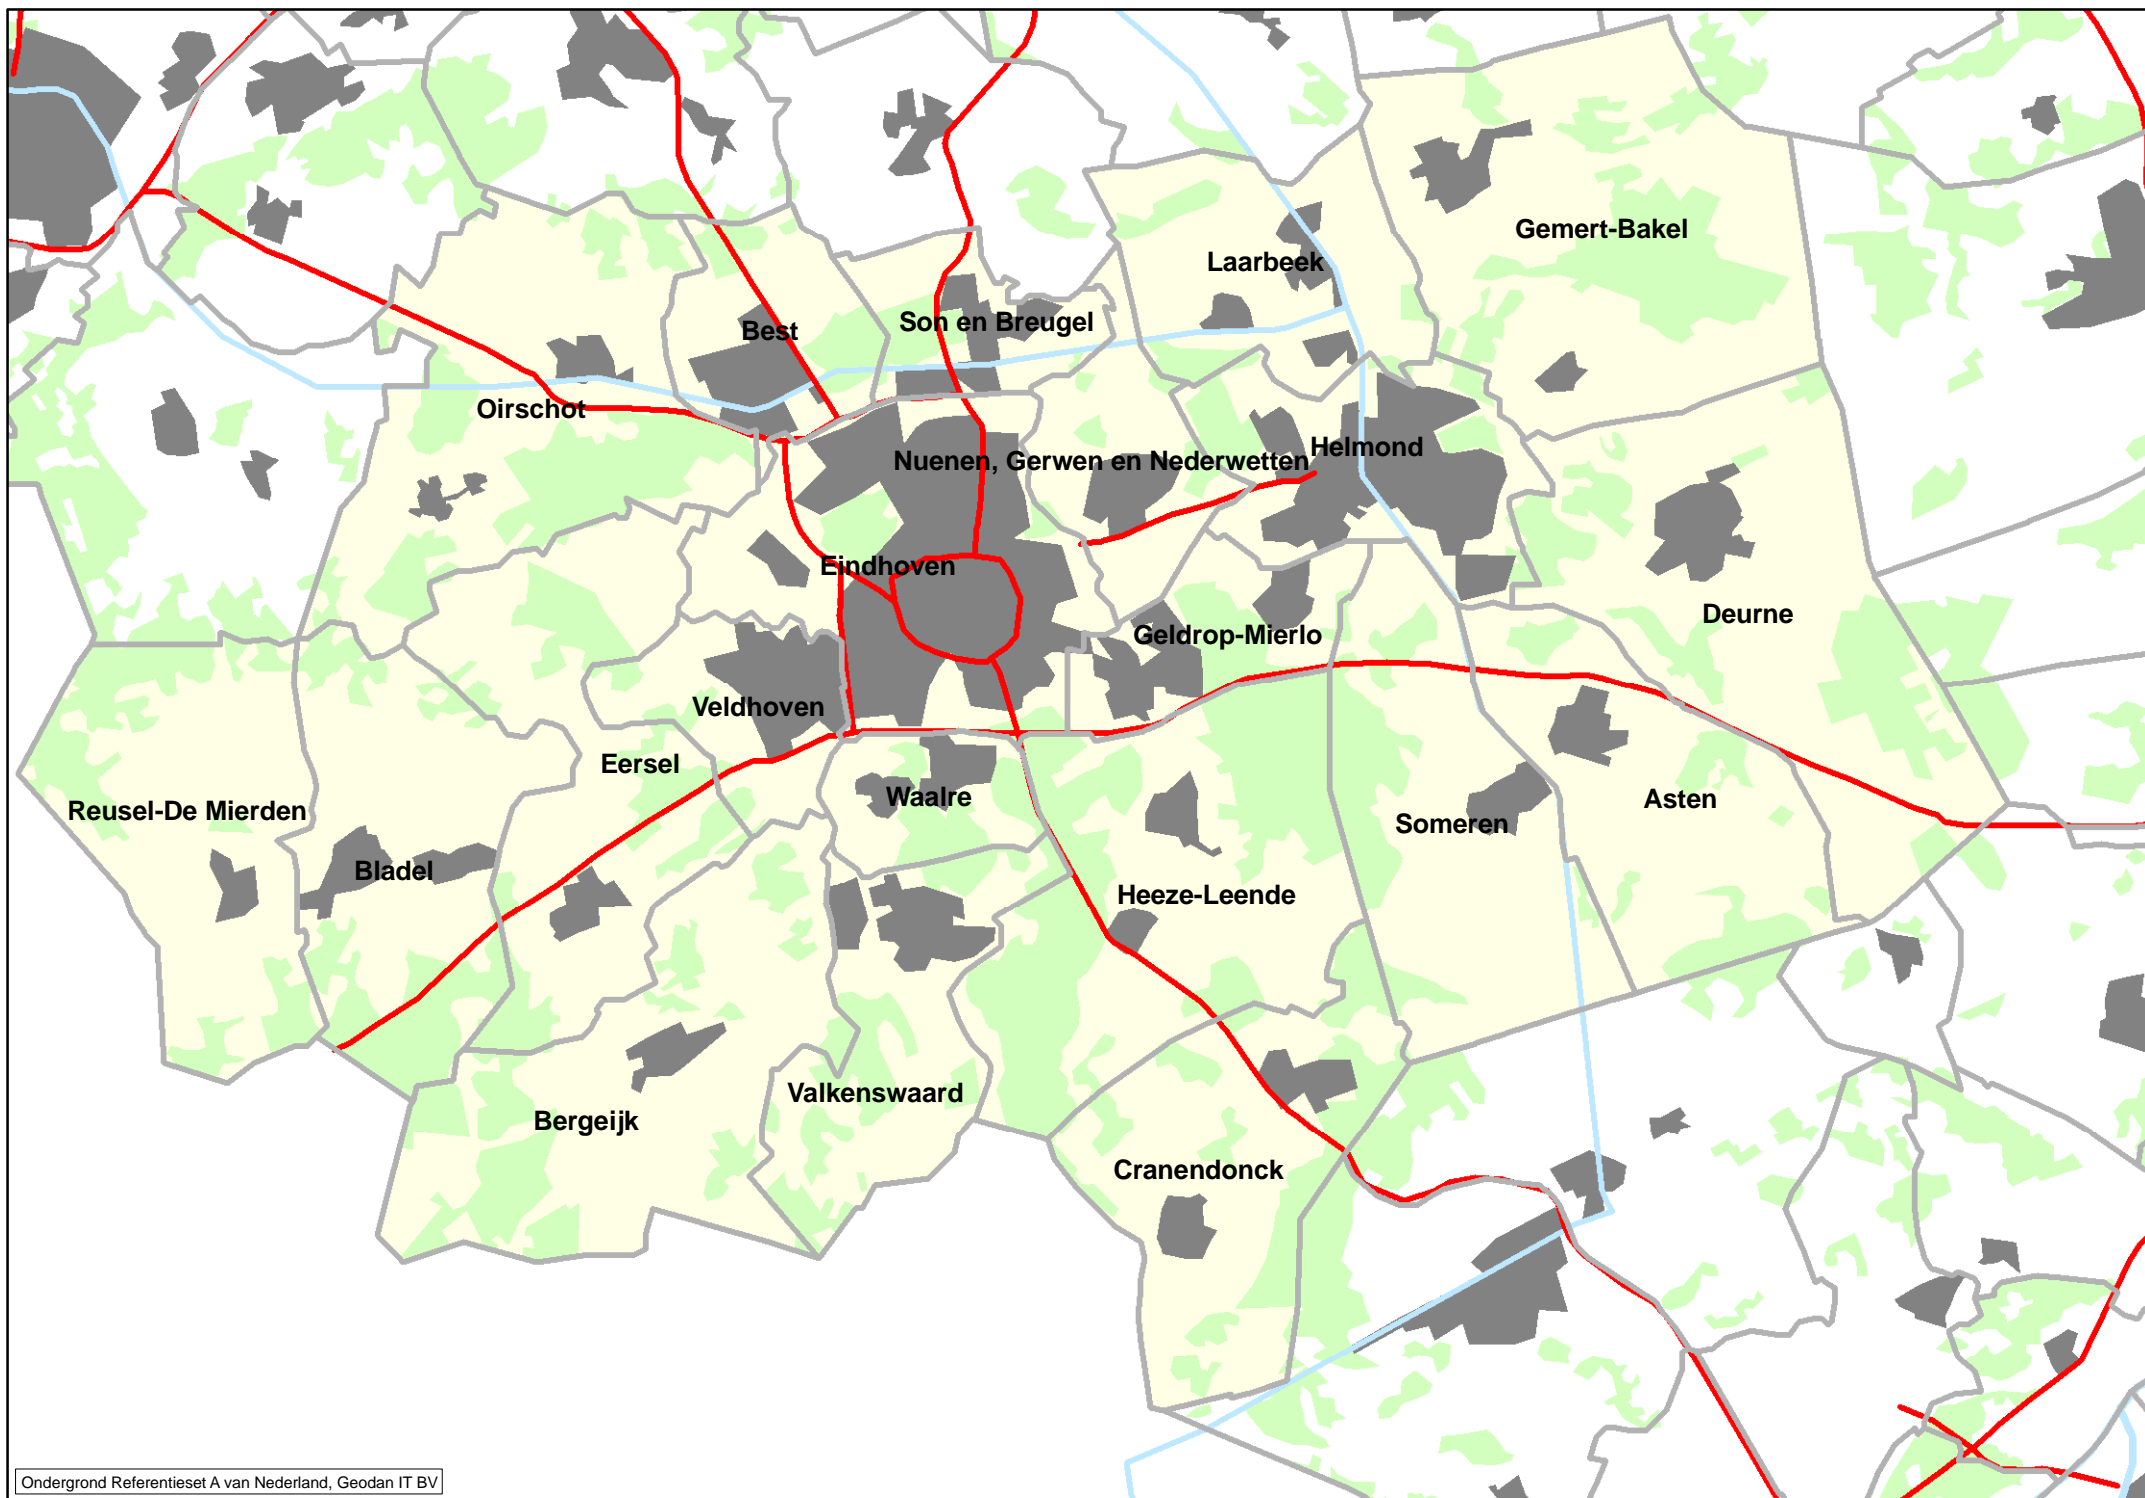 Gemert-Bakel
Laarbeek
Son en Breugel
Best
Oirschot
Helmond
Nuenen, Gerwen en Nederwetten
Eindhoven
Deurne
Geldrop-Mierlo
Veldhoven
Eersel
Waalre
Asten
Reusel-De Mierden
Someren
Bladel
Heeze-Leende
Valkenswaard
Bergeijk
Cranendonck
Ondergrond Referentieset A van Nederland, Geodan IT BV